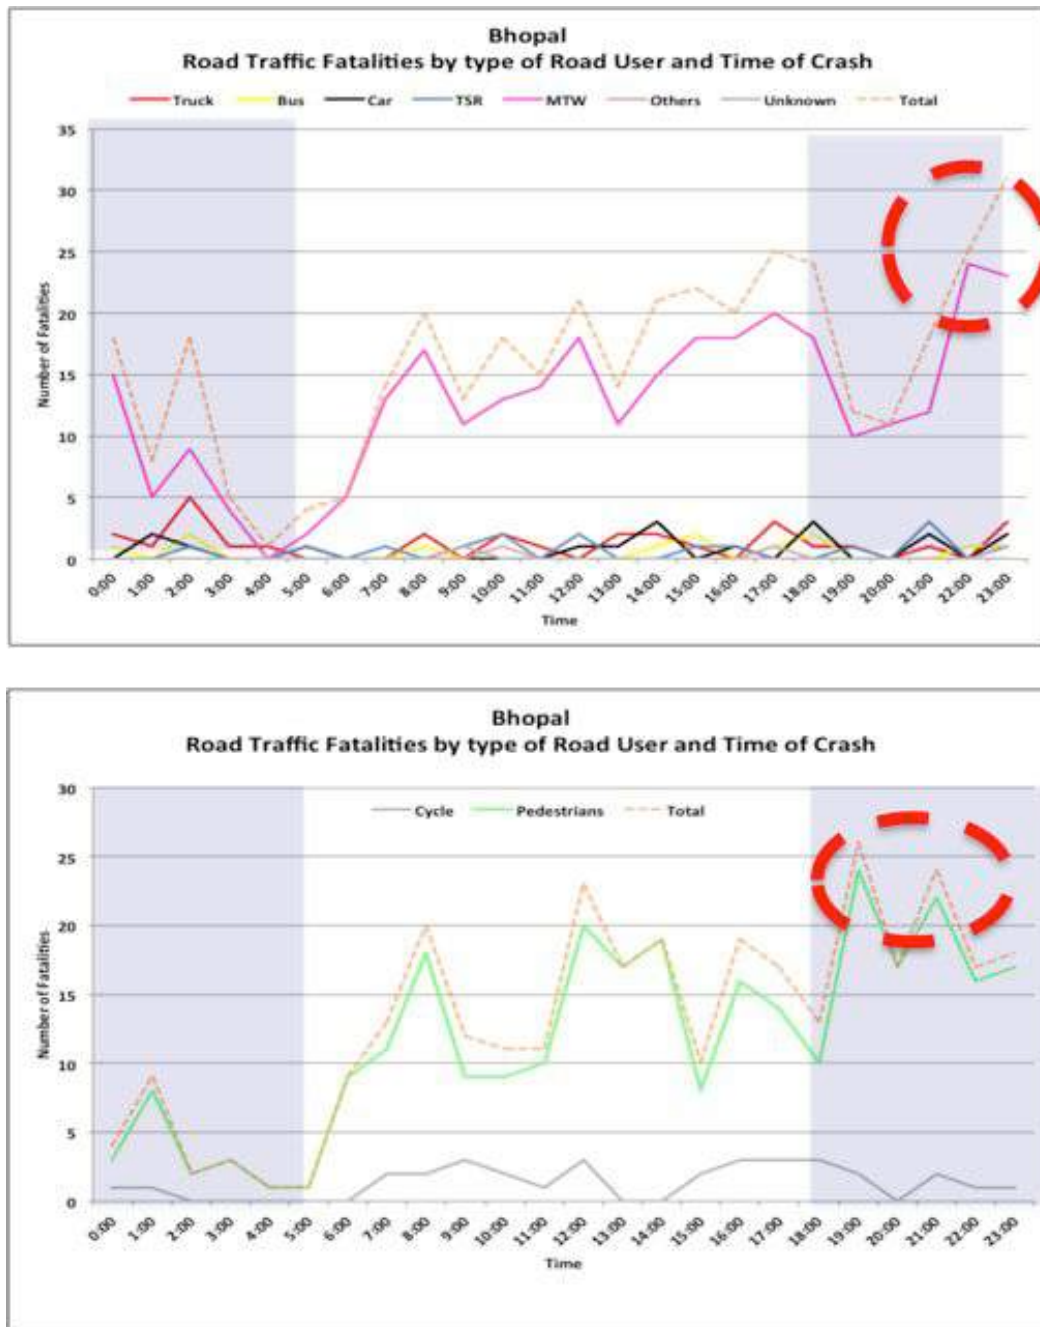 Bhopal
Road Traffic Fatalities by type of Road User and Time of Crash
Truck Bus Car TSR MTW Others Unknown Total
35
30
25
20
15
10
5
0
Number of Fatalities
0:00 1:00 2:00 3:00 4:00 5:00 6:00 7:00 8:00 9:00 10:00 11:00 12:00 13:00 14:00 15:00 16:00 17:00 18:00 19:00 20:00 21:00 22:00 23:00
Time
Bhopal
Road Traffic Fatalities by type of Road User and Time of Crash
Cycle Pedestrians Total
30
25
20
15
10
5
0
Number of Fatalities
0:00 1:00 2:00 3:00 4:00 5:00 6:00 7:00 8:00 9:00 10:00 11:00 12:00 13:00 14:00 15:00 16:00 17:00 18:00 19:00 20:00 21:00 22:00 23:00
Time